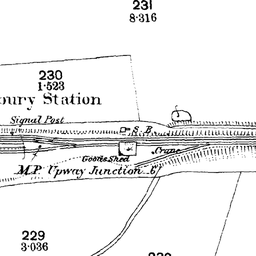 231
8·316
230
1·523
bury Station
Signal Post
S.B.
Crane
Goods Shed
M.P. Upway Junction 6
229
3·036